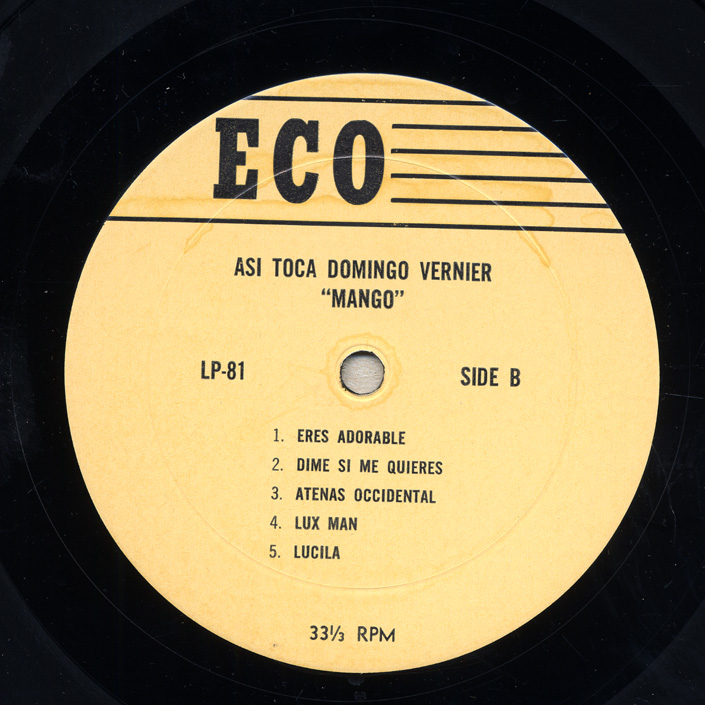 ECO
ASI TOCA DOMINGO VERNIER
“MANGO”
LP-81
SIDE B
1. ERES ADORABLE
2. DIME SI ME QUIERES
3. ATENAS OCCIDENTAL
4. LUX MAN
5. LUCILA
33⅓ RPM